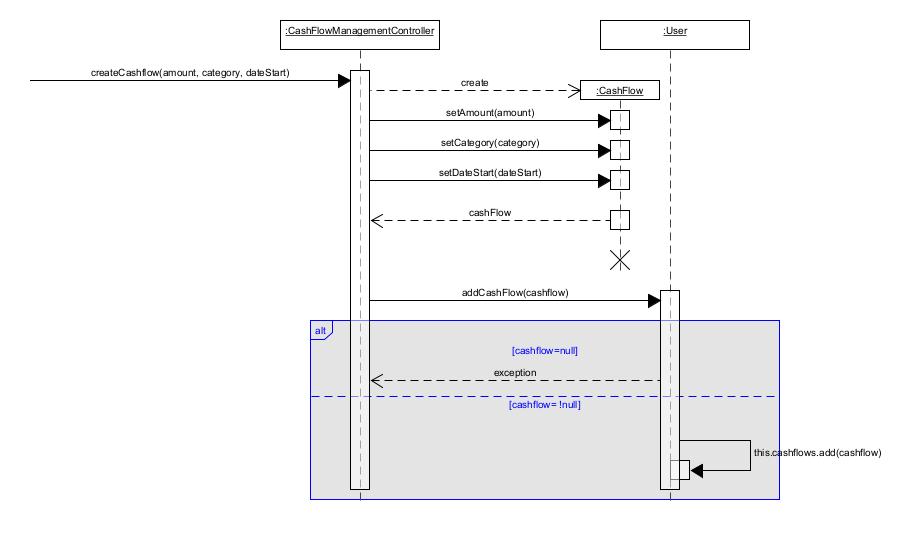 :CashFlowManagementController
:User
createCashflow(amount, category, dateStart)
create
:CashFlow
setAmount(amount)
setCategory(category)
setDateStart(dateStart)
cashFlow
addCashFlow(cashflow)
alt
[cashflow=null]
exception
[cashflow= !null]
this.cashflows.add(cashflow)